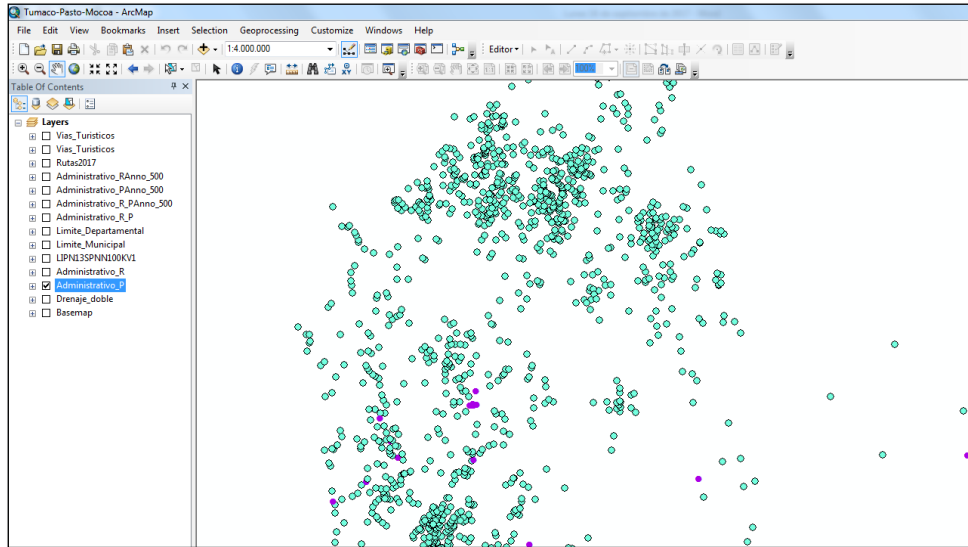 Tumaco-Pasto-Mocoa - ArcMap
File Edit View Bookmarks Insert Selection Geoprocessing Customize Windows Help
1:4.000.000
Editor
Table Of Contents
Layers
Vias_Turisticos
Vias_Turisticos
Rutas2017
Administrativo_RAnno_500
Administrativo_PAnno_500
Administrativo_R_PAnno_500
Administrativo_R_P
Limite_Departamental
Limite_Municipal
LIPN13SPNN100KV1
Administrativo_R
Administrativo_P
Drenaje_doble
Basemap